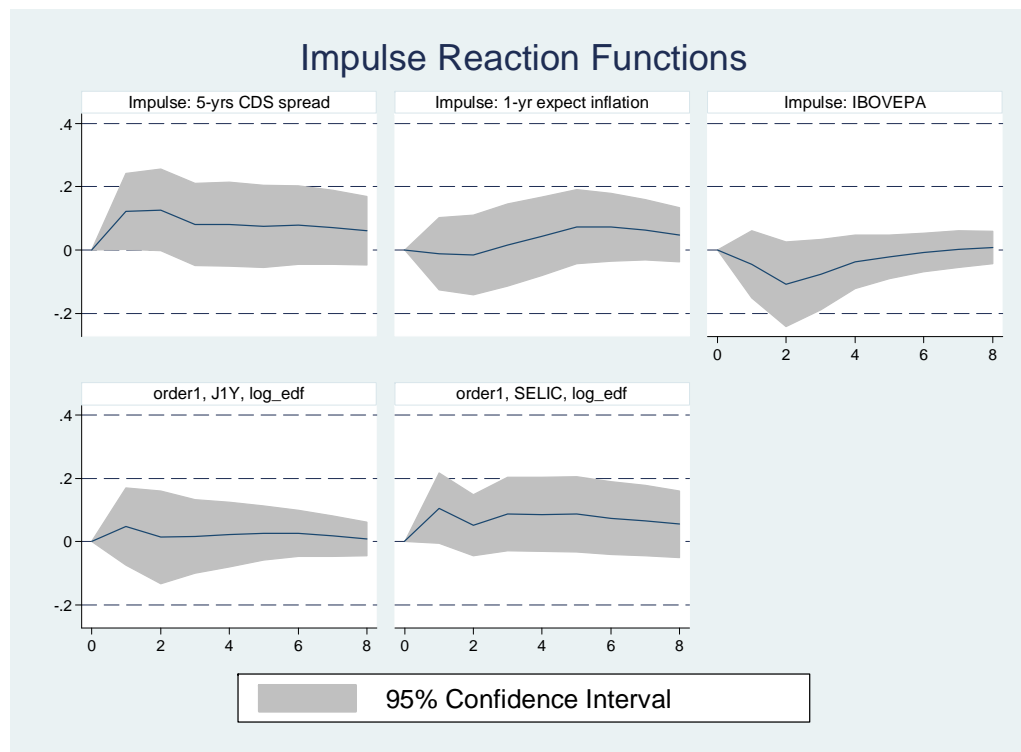 Impulse Reaction Functions
Impulse: 5-yrs CDS spread
Impulse: 1-yr expect inflation
Impulse: IBOVEPA
.4
.2
0
-.2
0 2 4 6 8
order1, J1Y, log_edf
order1, SELIC, log_edf
.4
.2
0
-.2
0 2 4 6 8
0 2 4 6 8
95% Confidence Interval